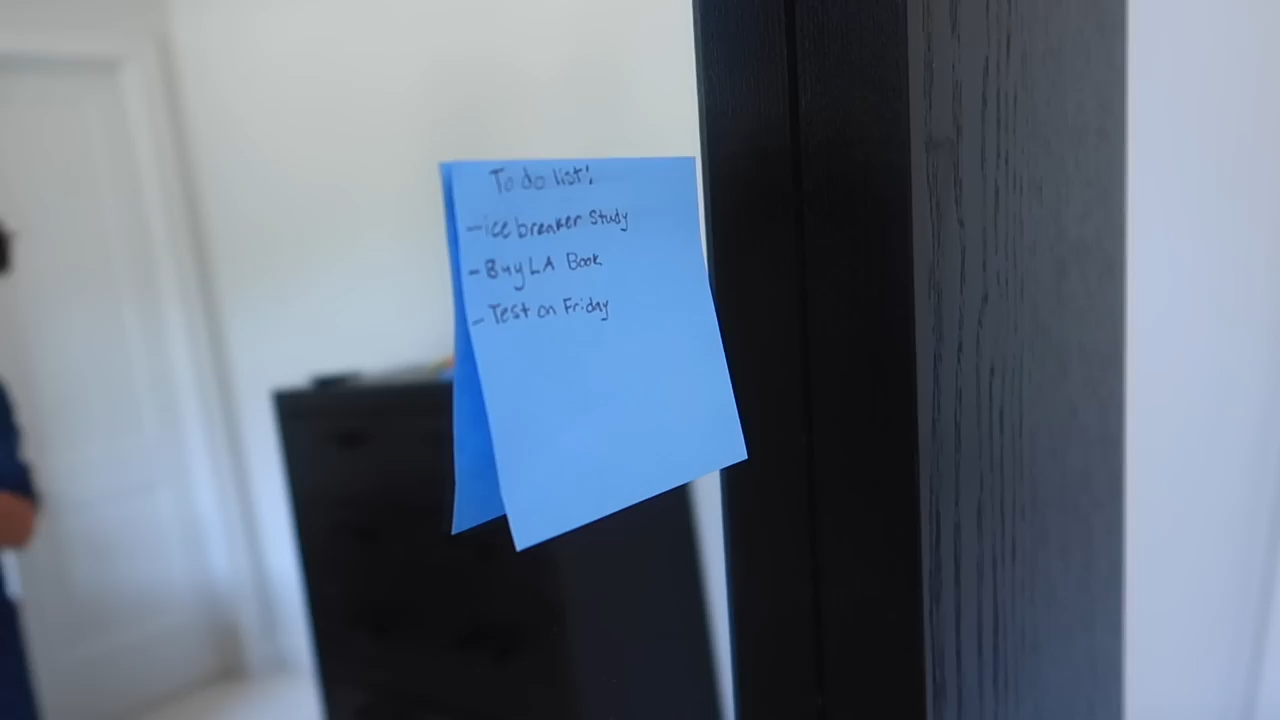 To do list:
- ice breaker Study
- Buy LA Book
- Test on Friday